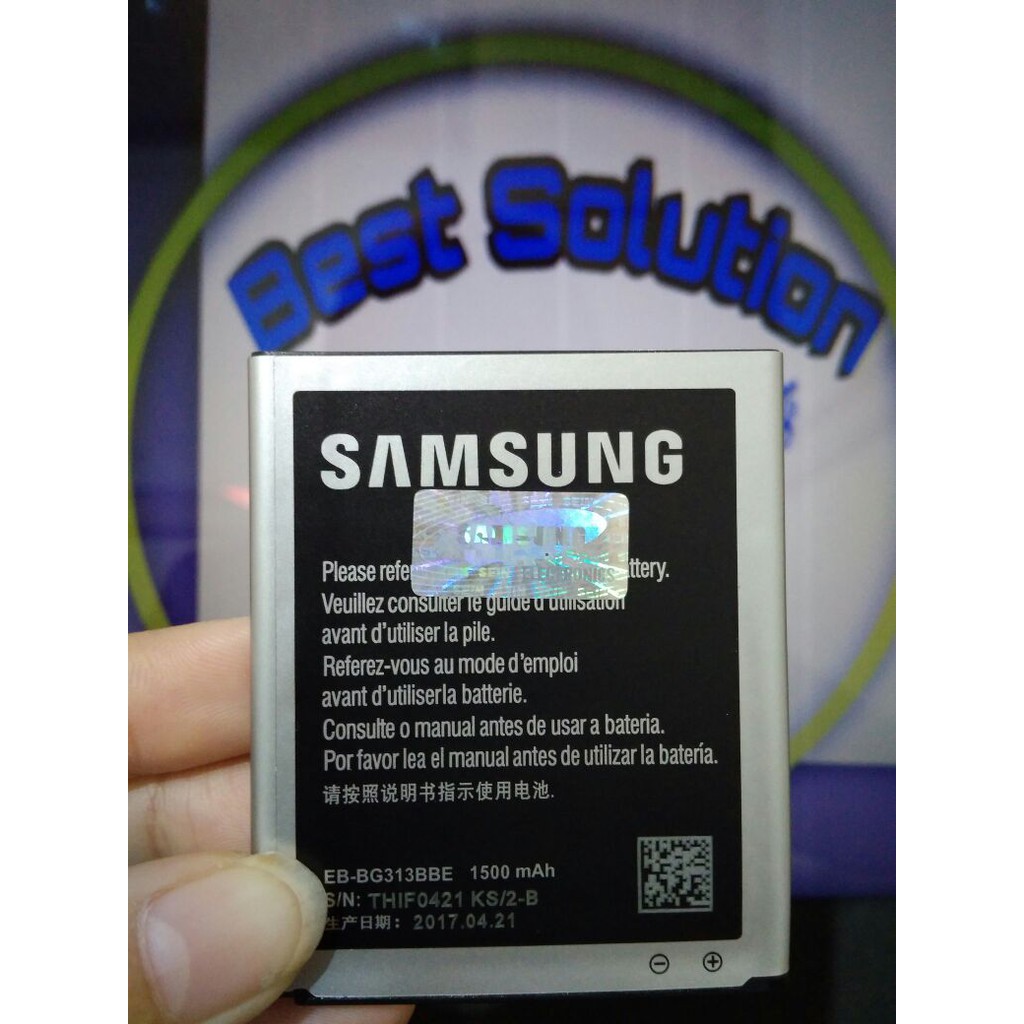 Best Solution
SAMSUNG
ELECTRONICS
Please refer ttery.
Veuillez consulter le guide d'utilisation
avant d'utiliser la pile.
Referez-vous au mode d'emploi
avant d'utiliserla batterie.
Consulte o manual antes de usar a bateria.
Por favor lea el manual antes de utilizar la batería.
请按照说明书指示使用电池.
EB-BG313BBE 1500 mAh
S/N: THIF0421 KS/2-B
生产日期: 2017.04.21